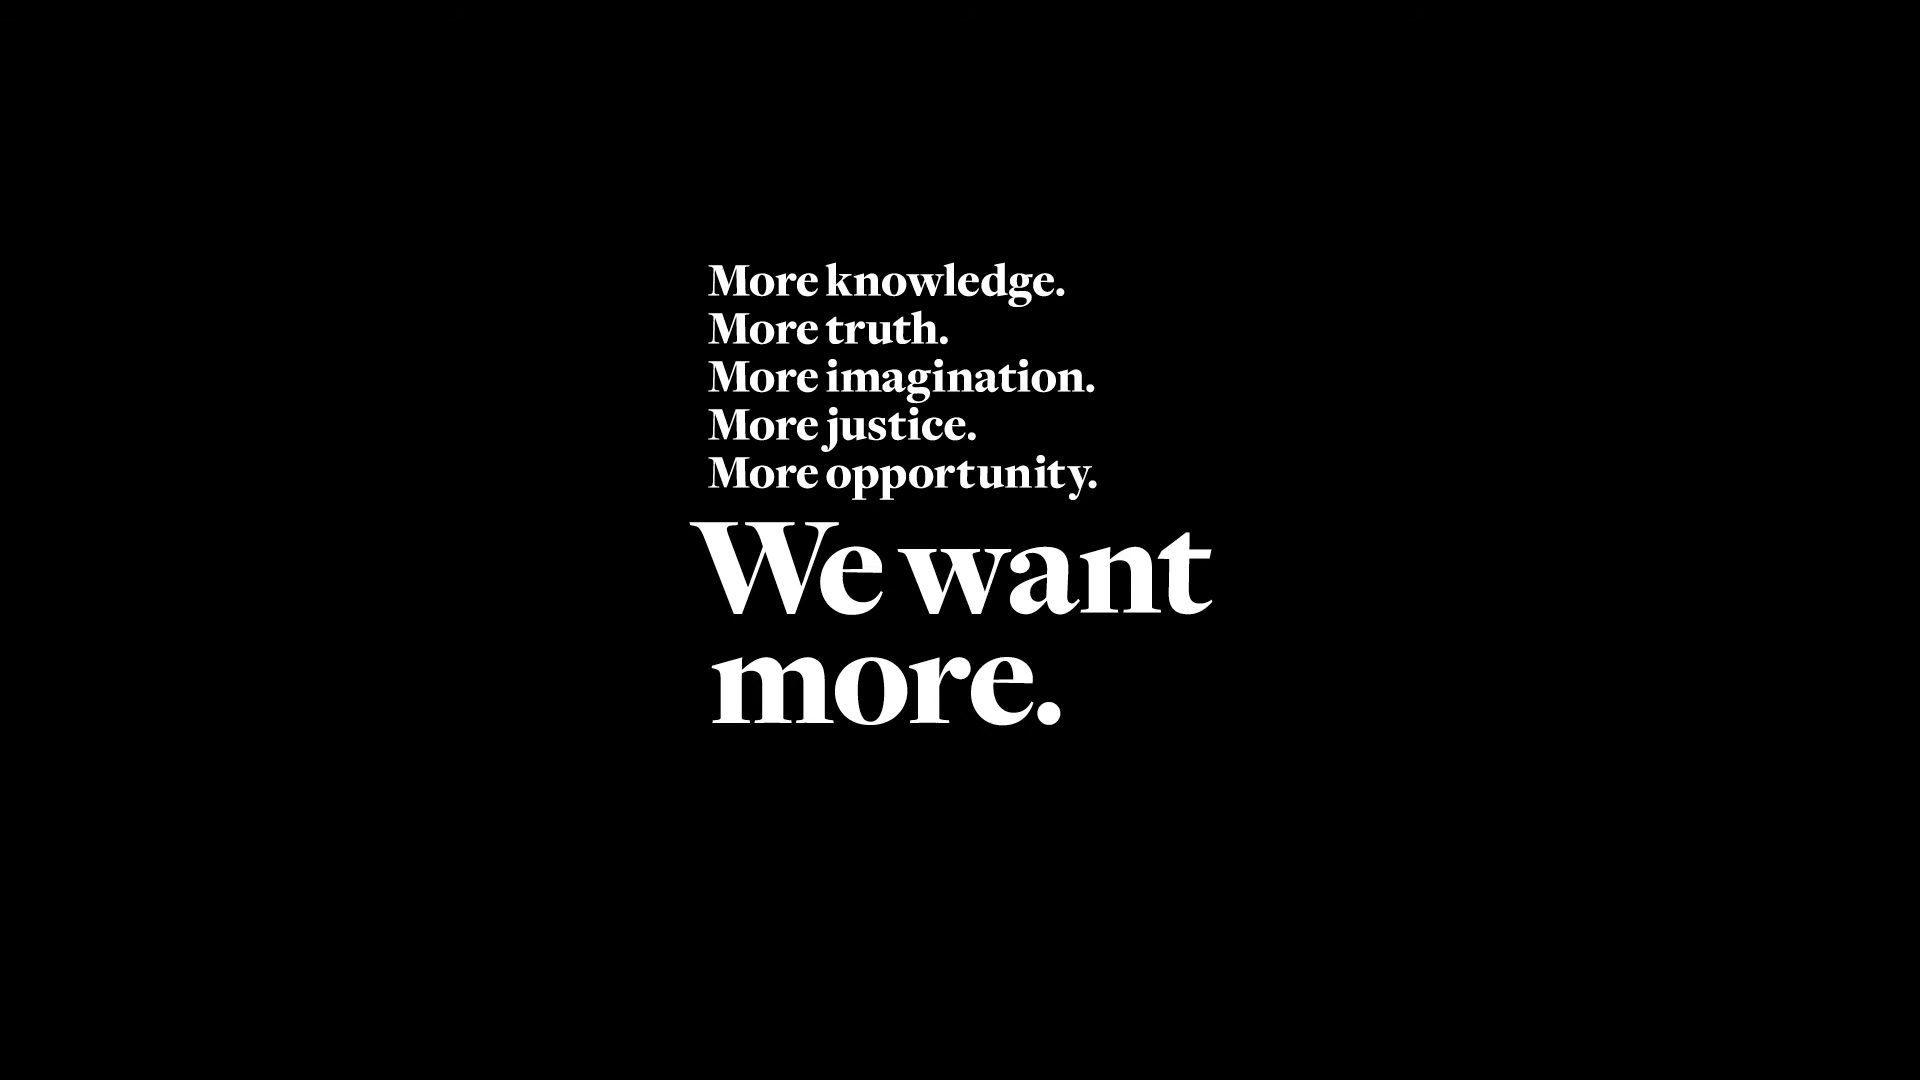 More knowledge.
More truth.
More imagination.
More justice.
More opportunity.
We want
more.